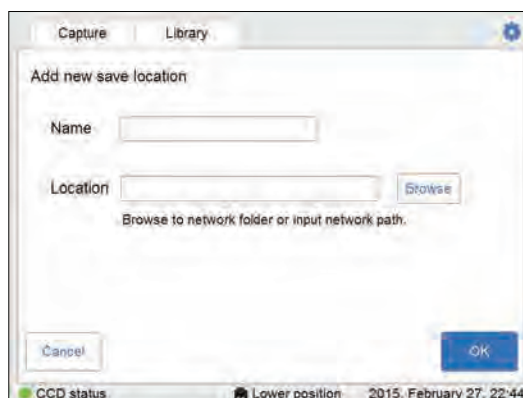 Capture Library
Add new save location
Name
Location Browse
Browse to network folder or input network path.
Cancel OK
CCD status Lower position 2015, February 27, 22:44